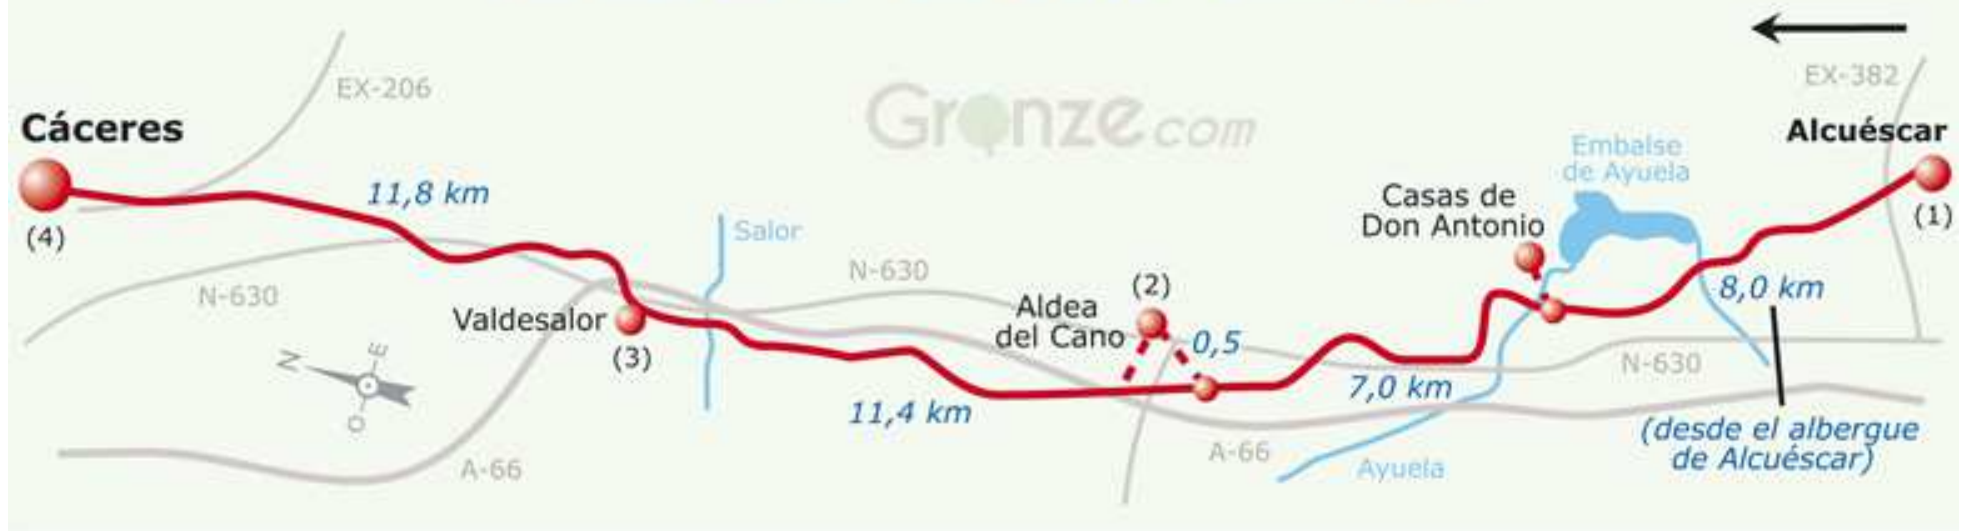 EX-206
EX-382
Gronze.com
Cáceres
Alcuéscar
Embalse
de Ayuela
11,8 km
Casas de
Don Antonio
(4)
(1)
Salor
N-630
N-630
8,0 km
(2)
Aldea
del Cano
Valdesalor
0,5
(3)
N
E
O
N-630
7,0 km
11,4 km
(desde el albergue
de Alcuéscar)
A-66
A-66
Ayuela